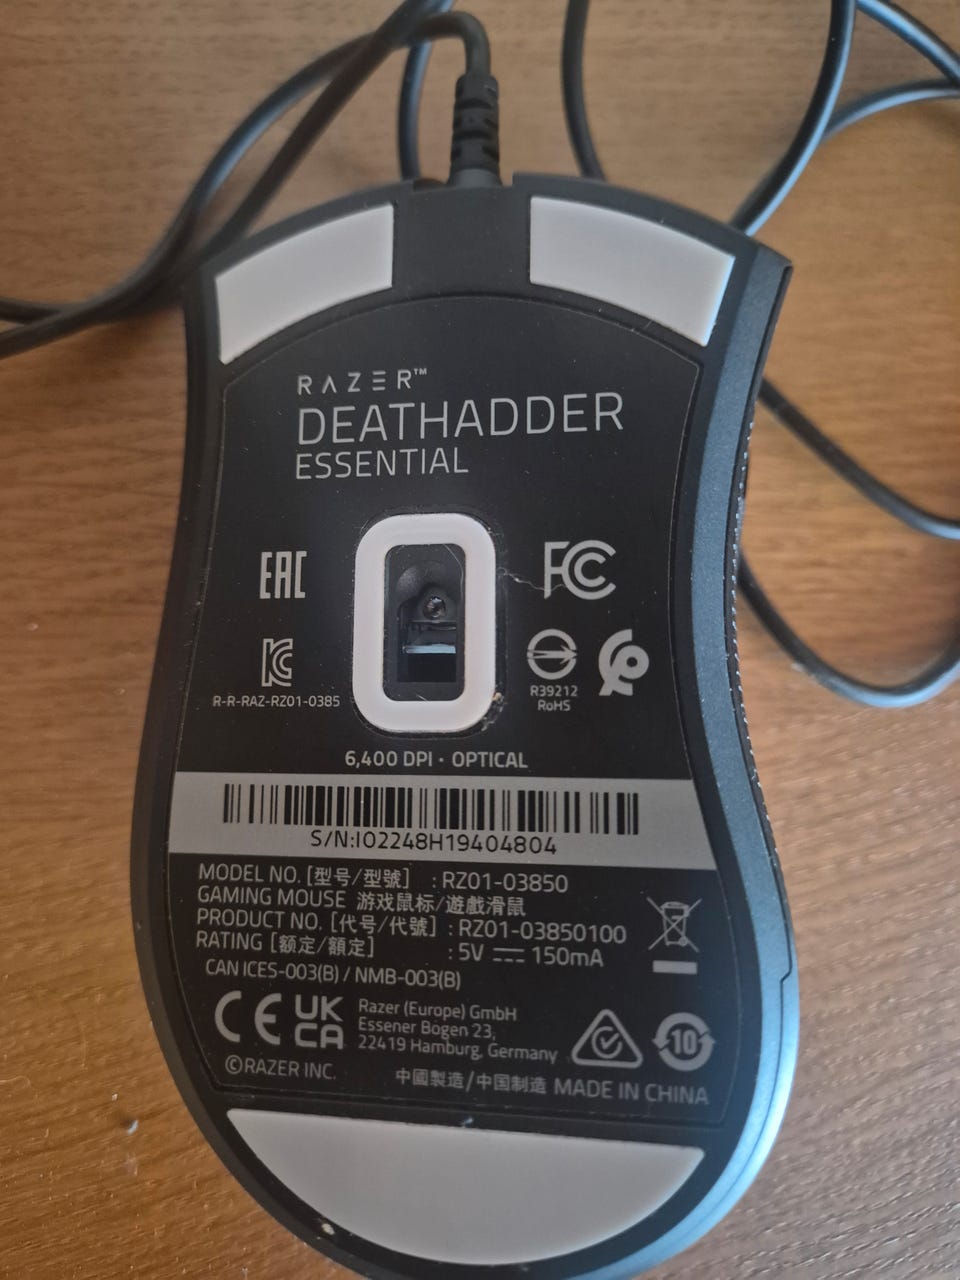 RAZER™
DEATHADDER
ESSENTIAL
EAC
FC
R-R-RAZ-RZ01-0385
R39212
RoHS
6,400 DPI · OPTICAL
S/N:IO2248H19404804
MODEL NO. [型号/型號] : RZ01-03850
GAMING MOUSE 游戏鼠标/遊戲滑鼠
PRODUCT NO. [代号/代號] : RZ01-03850100
RATING [额定/額定] : 5V ⎓ 150mA
CAN ICES-003(B) / NMB-003(B)
CE UK CA
Razer (Europe) GmbH
Essener Bogen 23,
22419 Hamburg, Germany
10
©RAZER INC.
中國製造/中国制造 MADE IN CHINA